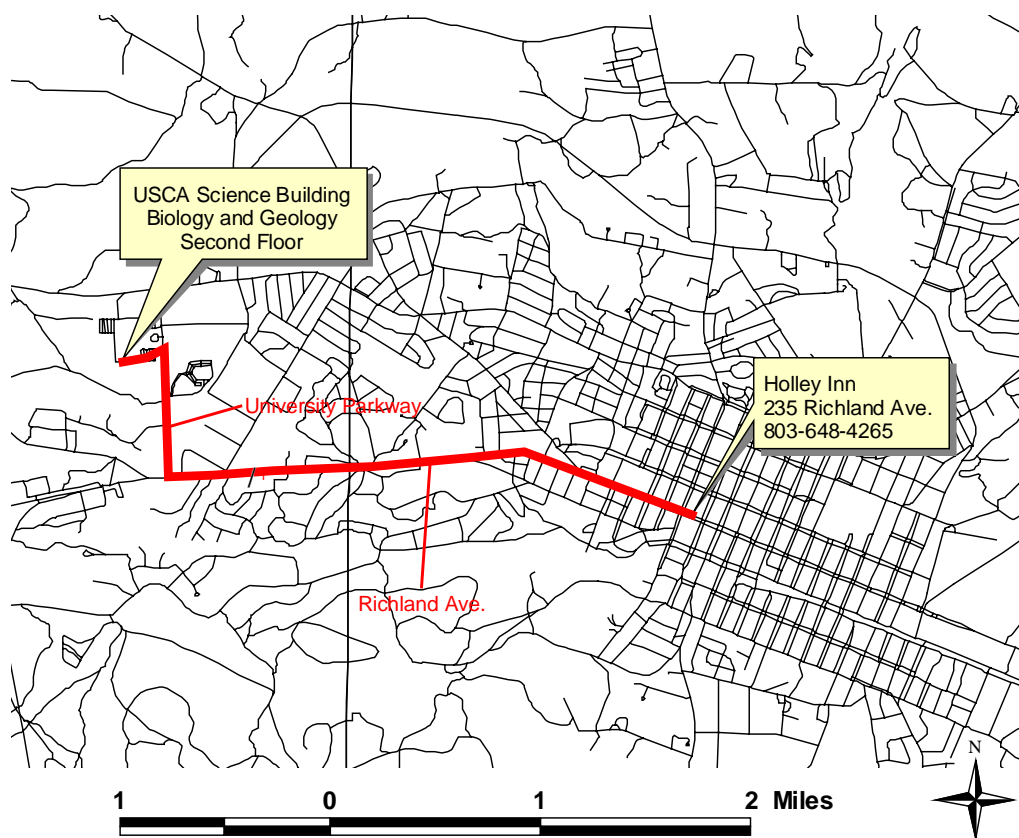 USCA Science Building
Biology and Geology
Second Floor
Holley Inn
235 Richland Ave.
803-648-4265
University Parkway
Richland Ave.
N
1 0 1 2 Miles